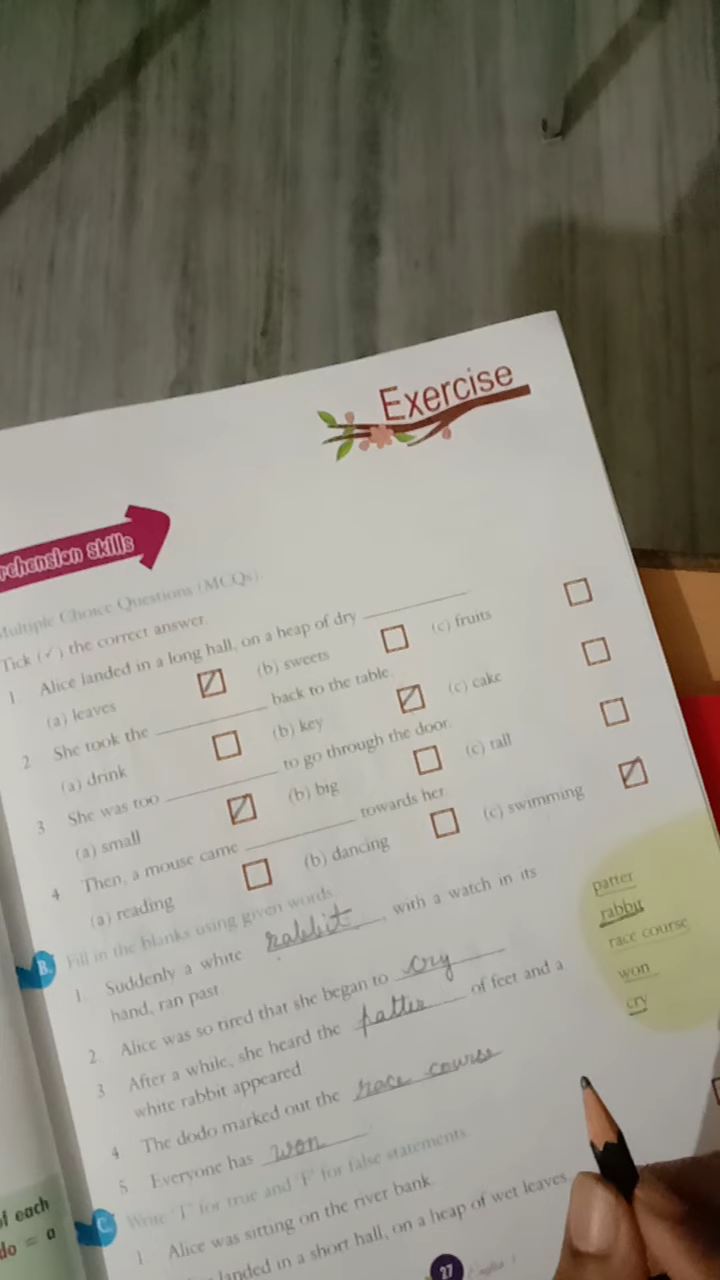 Exercise
rehension skills
Multiple Choice Questions (MCQs)
Tick (✓) the correct answer.
1. Alice landed in a long hall, on a heap of dry ________
(a) leaves (b) sweets (c) fruits
2 She took the ________ back to the table.
(a) drink (b) key (c) cake
3 She was too ________ to go through the door.
(a) small (b) big (c) tall
4 Then, a mouse came ________ towards her.
(a) reading (b) dancing (c) swimming
B. Fill in the blanks using given words.
1. Suddenly a white rabbit, with a watch in its
hand, ran past.
2. Alice was so tired that she began to cry
3 After a while, she heard the patter of feet and a
white rabbit appeared.
4 The dodo marked out the race course
5 Everyone has won.
patter
rabbit
race course
won
cry
C. Write 'T' for true and 'F' for false statements.
1. Alice was sitting on the river bank.
landed in a short hall, on a heap of wet leaves.
of each
do = a
27